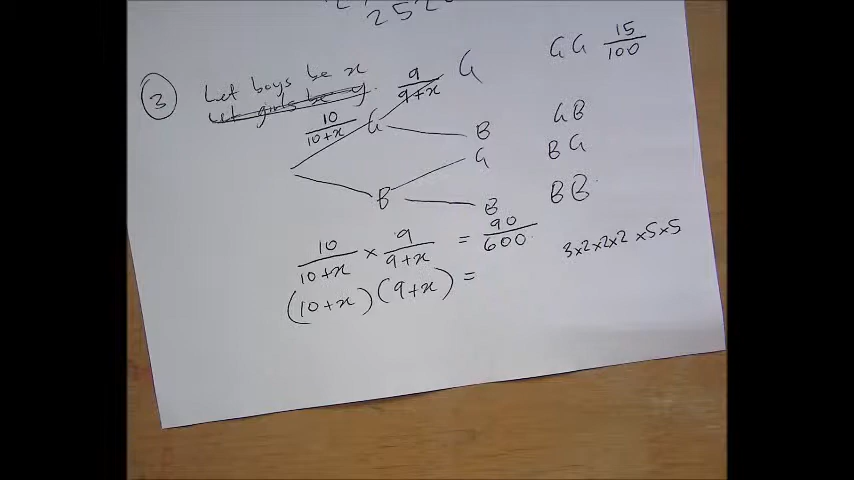 2520
3 Let boys be x
Let girls be y.
10/10+x G 9/9+x G GG 15/100
B GB
G BG
B B BB
10/10+x × 9/9+x = 90/600
3×2×2×2×5×5
(10+x)(9+x) =